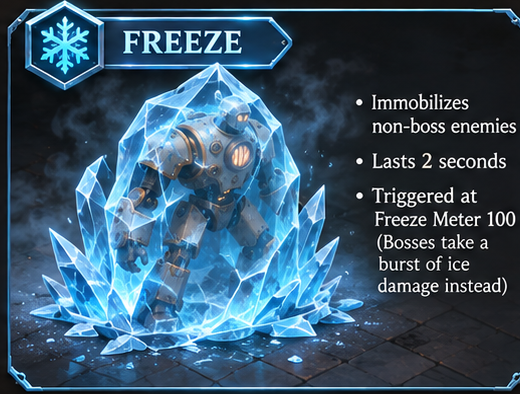 FREEZE
• Immobilizes
non-boss enemies
• Lasts 2 seconds
• Triggered at
Freeze Meter 100
(Bosses take a
burst of ice
damage instead)